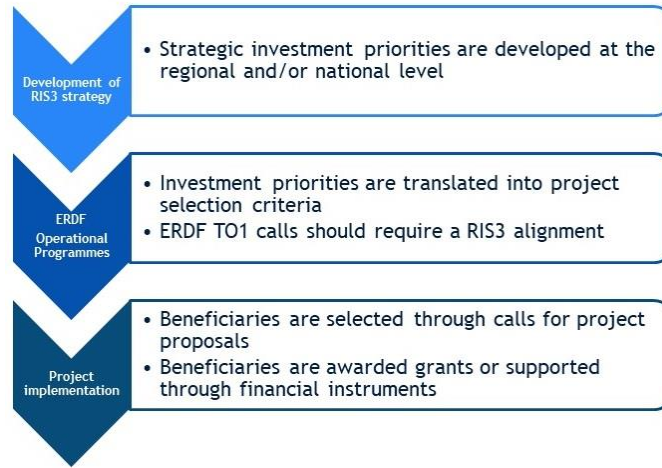 Development of
RIS3 strategy
• Strategic investment priorities are developed at the
regional and/or national level
ERDF
Operational
Programmes
• Investment priorities are translated into project
selection criteria
• ERDF TO1 calls should require a RIS3 alignment
Project
implementation
• Beneficiaries are selected through calls for project
proposals
• Beneficiaries are awarded grants or supported
through financial instruments